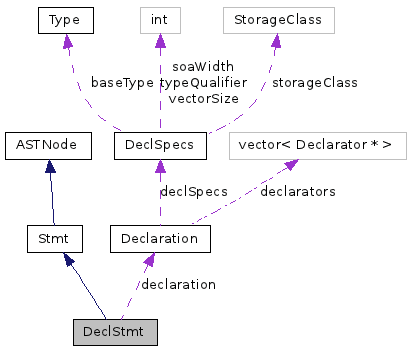 Type
int
StorageClass
soaWidth
baseType
typeQualifier
storageClass
vectorSize
ASTNode
DeclSpecs
vector< Declarator * >
declSpecs
declarators
Stmt
Declaration
declaration
DeclStmt